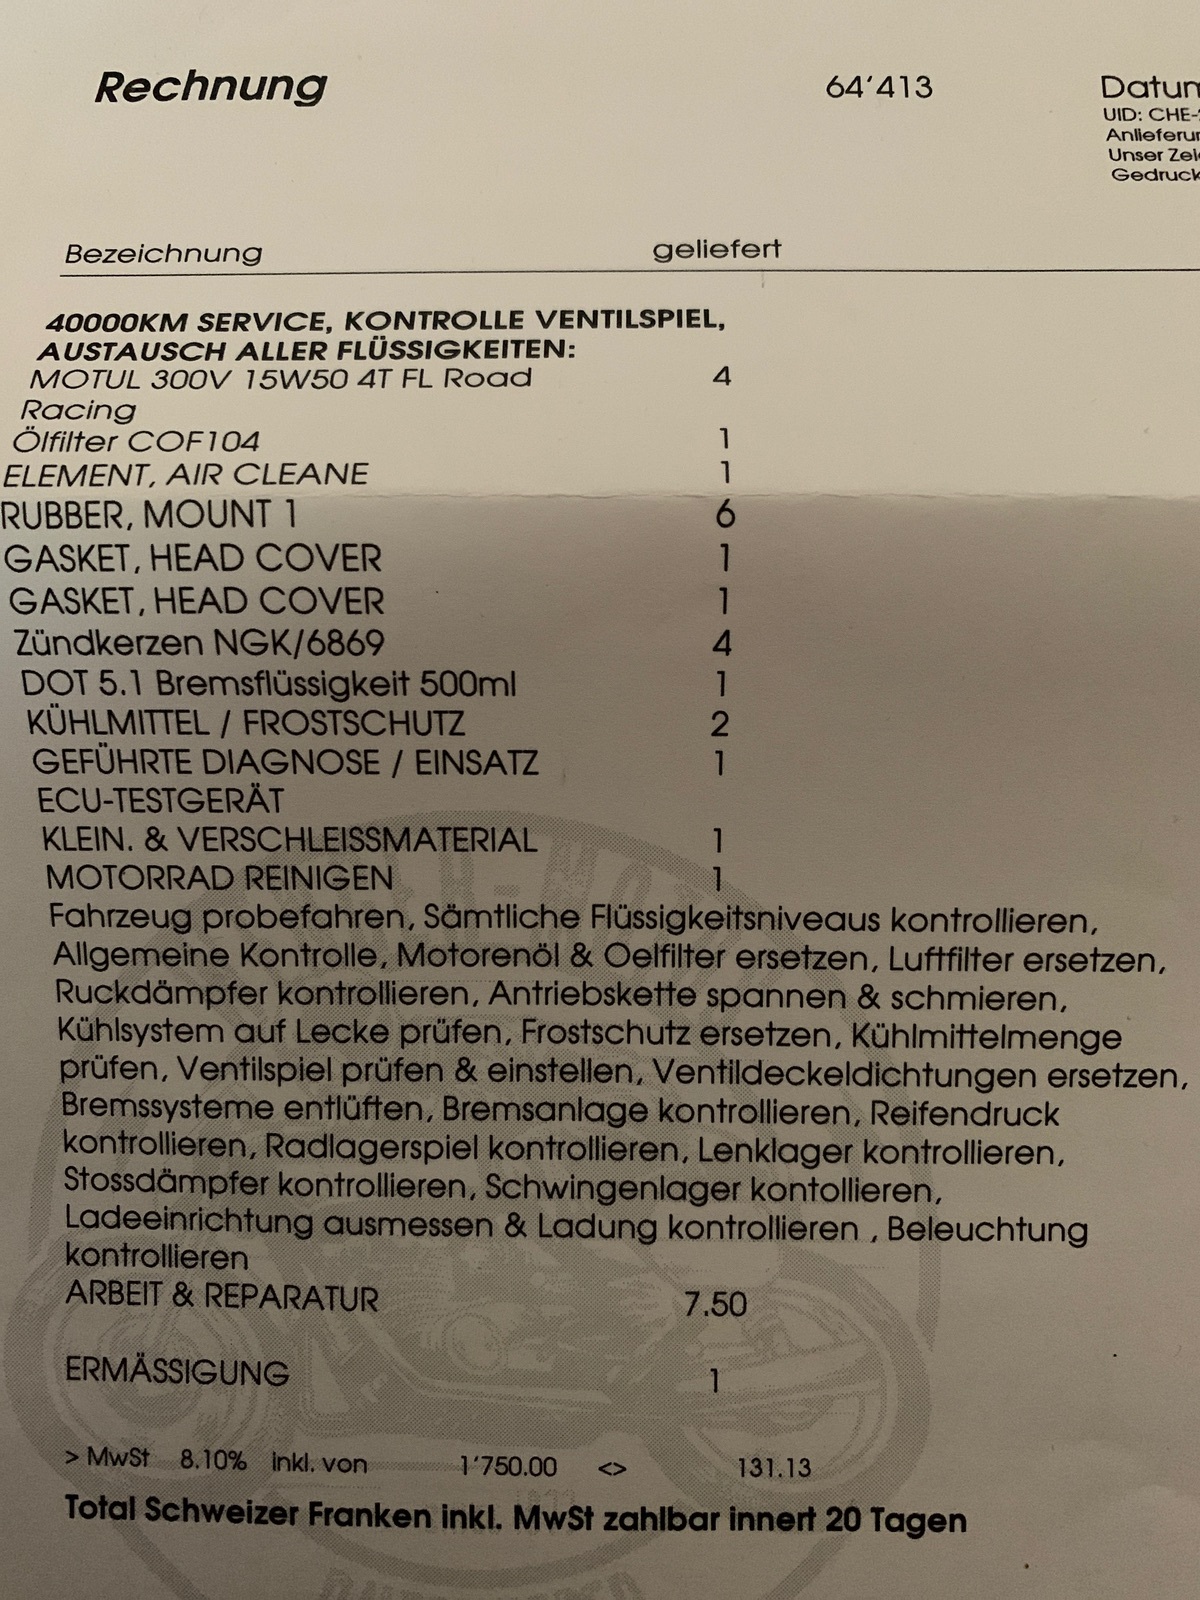 Rechnung 64'413
UID: CHE-
Bezeichnung geliefert
40000KM SERVICE, KONTROLLE VENTILSPIEL,
AUSTAUSCH ALLER FLÜSSIGKEITEN:
MOTUL 300V 15W50 4T FL Road 4
Racing
Ölfilter COF104 1
ELEMENT, AIR CLEANE 1
RUBBER, MOUNT 1 6
GASKET, HEAD COVER 1
GASKET, HEAD COVER 1
Zündkerzen NGK/6869 4
DOT 5.1 Bremsflüssigkeit 500ml 1
KÜHLMITTEL / FROSTSCHUTZ 2
GEFÜHRTE DIAGNOSE / EINSATZ 1
ECU-TESTGERÄT
KLEIN. & VERSCHLEISSMATERIAL 1
MOTORRAD REINIGEN 1
Fahrzeug probefahren, Sämtliche Flüssigkeitsniveaus kontrollieren,
Allgemeine Kontrolle, Motorenöl & Oelfilter ersetzen, Luftfilter ersetzen,
Ruckdämpfer kontrollieren, Antriebskette spannen & schmieren,
Kühlsystem auf Lecke prüfen, Frostschutz ersetzen, Kühlmittelmenge
prüfen, Ventilspiel prüfen & einstellen, Ventildeckeldichtungen ersetzen,
Bremssysteme entlüften, Bremsanlage kontrollieren, Reifendruck
kontrollieren, Radlagerspiel kontrollieren, Lenklager kontrollieren,
Stossdämpfer kontrollieren, Schwingenlager kontollieren,
Ladeeinrichtung ausmessen & Ladung kontrollieren , Beleuchtung
kontrollieren
ARBEIT & REPARATUR 7.50
ERMÄSSIGUNG 1
> MwSt 8.10% inkl. von 1'750.00 <> 131.13
Total Schweizer Franken inkl. MwSt zahlbar innert 20 Tagen